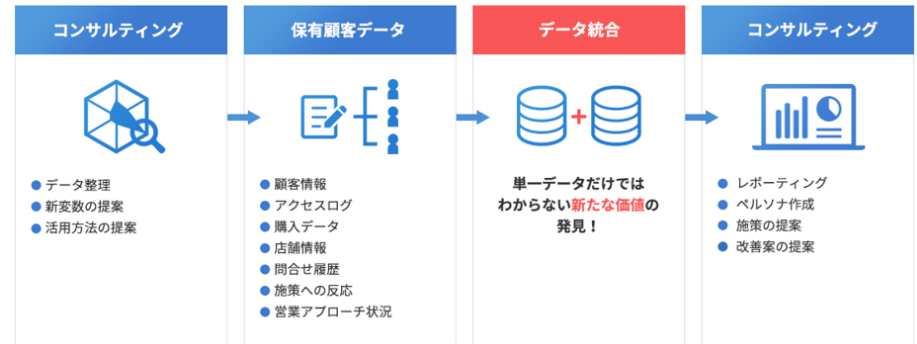 コンサルティング
データ整理
新変数の提案
活用方法の提案
保有顧客データ
顧客情報
アクセスログ
購入データ
店舗情報
問合せ履歴
施策への反応
営業アプローチ状況
データ統合
単一データだけでは
わからない新たな価値の
発見！
コンサルティング
レポーティング
ペルソナ作成
施策の提案
改善案の提案